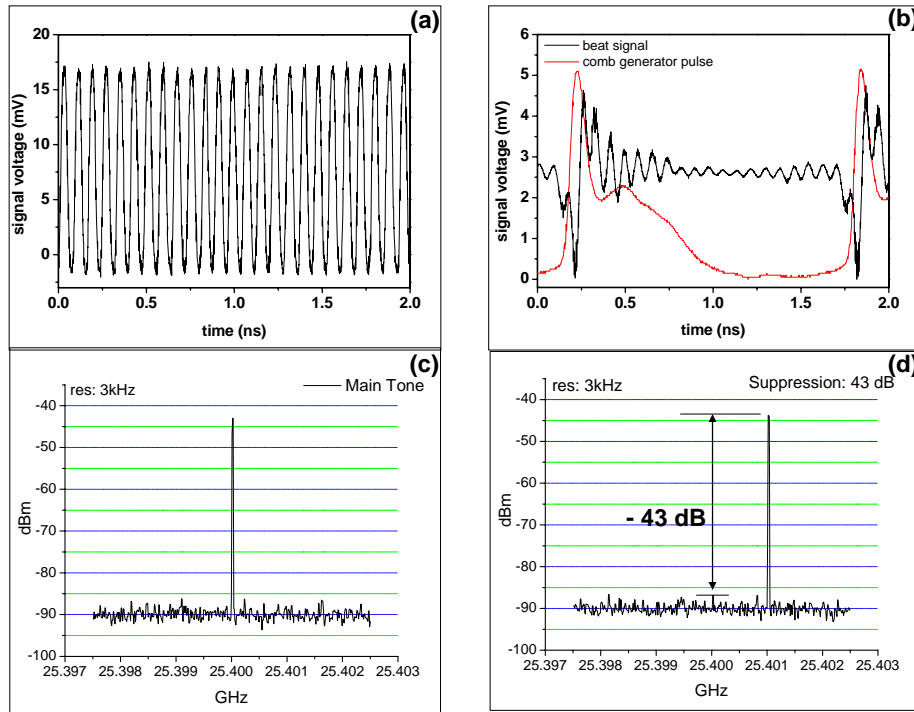 (a)
20
15
10
5
0
signal voltage (mV)
0.0 0.5 1.0 1.5 2.0
time (ns)
(b)
6
5
4
3
2
1
0
signal voltage (mV)
beat signal
comb generator pulse
0.0 0.5 1.0 1.5 2.0
time (ns)
(c)
res: 3kHz
Main Tone
-40
-50
-60
-70
-80
-90
-100
dBm
25.397 25.398 25.399 25.400 25.401 25.402 25.403
GHz
(d)
res: 3kHz
Suppression: 43 dB
-40
-50
-60
-70
-80
-90
-100
dBm
- 43 dB
25.397 25.398 25.399 25.400 25.401 25.402 25.403
GHz